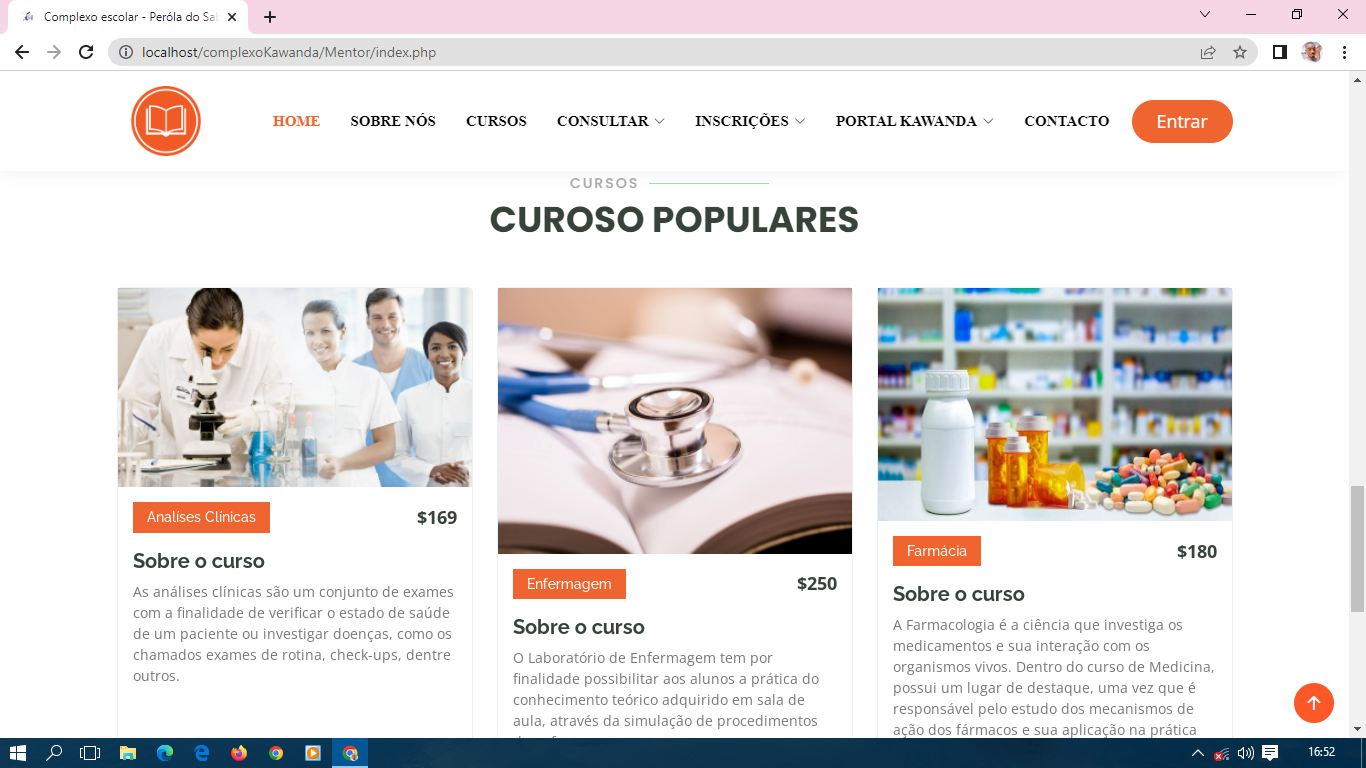 Complexo escolar - Peróla do Sal
localhost/complexoKawanda/Mentor/index.php
HOME
SOBRE NÓS
CURSOS
CONSULTAR
INSCRIÇÕES
PORTAL KAWANDA
CONTACTO
Entrar
CURSOS
CUROSO POPULARES
Analíses Clínicas
$169
Sobre o curso
As análises clínicas são um conjunto de exames
com a finalidade de verificar o estado de saúde
de um paciente ou investigar doenças, como os
chamados exames de rotina, check-ups, dentre
outros.
Enfermagem
$250
Sobre o curso
O Laboratório de Enfermagem tem por
finalidade possibilitar aos alunos a prática do
conhecimento teórico adquirido em sala de
aula, através da simulação de procedimentos
Farmácia
$180
Sobre o curso
A Farmacologia é a ciência que investiga os
medicamentos e sua interação com os
organismos vivos. Dentro do curso de Medicina,
possui um lugar de destaque, uma vez que é
responsável pelo estudo dos mecanismos de
ação dos fármacos e sua aplicação na prática
16:52